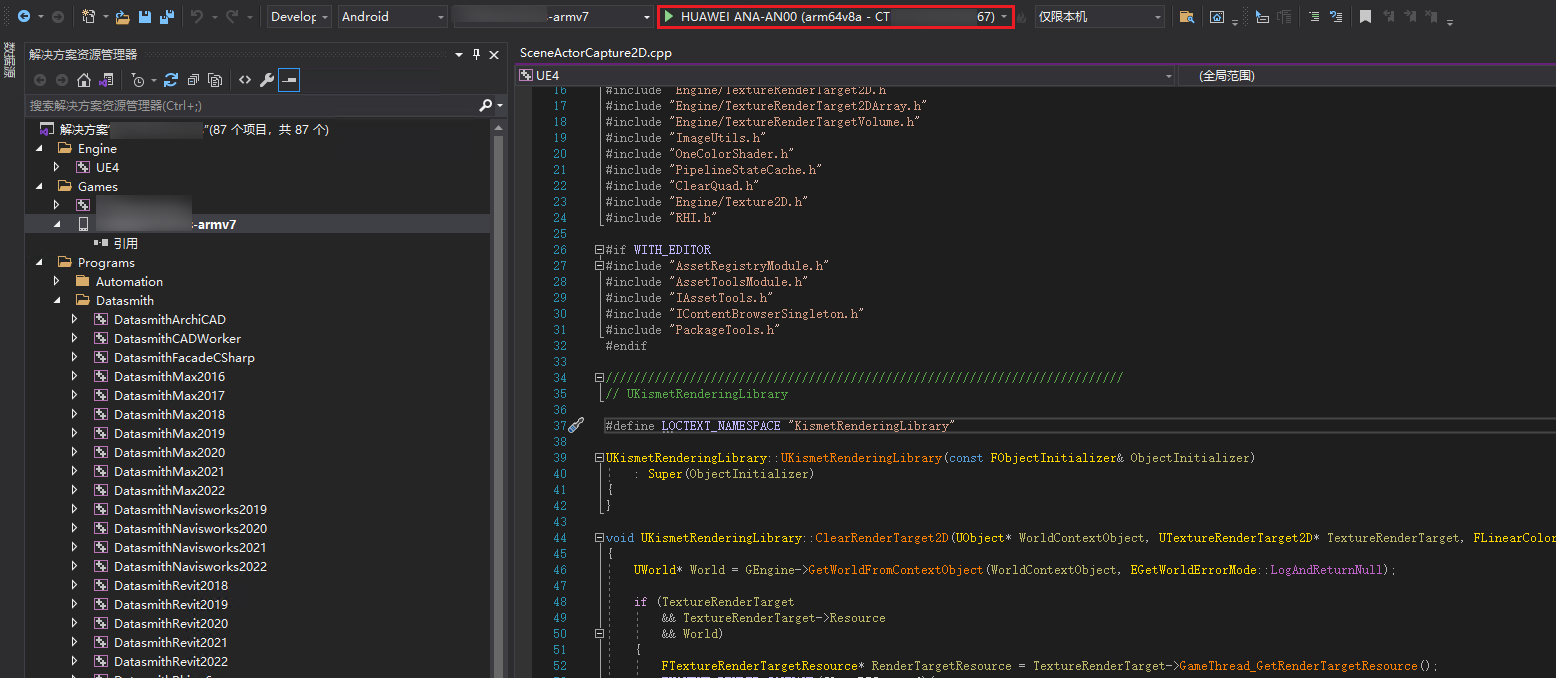 Develop Android -armv7 HUAWEI ANA-AN00 (arm64v8a - CT 67) 仅限本机
数据源
解决方案资源管理器
搜索解决方案资源管理器(Ctrl+;)
解决方案" "(87 个项目，共 87 个)
Engine
UE4
Games
-armv7
引用
Programs
Automation
Datasmith
DatasmithArchiCAD
DatasmithCADWorker
DatasmithFacadeCSharp
DatasmithMax2016
DatasmithMax2017
DatasmithMax2018
DatasmithMax2019
DatasmithMax2020
DatasmithMax2021
DatasmithMax2022
DatasmithNavisworks2019
DatasmithNavisworks2020
DatasmithNavisworks2021
DatasmithNavisworks2022
DatasmithRevit2018
DatasmithRevit2019
DatasmithRevit2020
DatasmithRevit2021
DatasmithRevit2022
SceneActorCapture2D.cpp
UE4 (全局范围)
16 #include "Engine/TextureRenderTarget2D.h"
17 #include "Engine/TextureRenderTarget2DArray.h"
18 #include "Engine/TextureRenderTargetVolume.h"
19 #include "ImageUtils.h"
20 #include "OneColorShader.h"
21 #include "PipelineStateCache.h"
22 #include "ClearQuad.h"
23 #include "Engine/Texture2D.h"
24 #include "RHI.h"
25
26 #if WITH_EDITOR
27 #include "AssetRegistryModule.h"
28 #include "AssetToolsModule.h"
29 #include "IAssetTools.h"
30 #include "IContentBrowserSingleton.h"
31 #include "PackageTools.h"
32 #endif
33
34 //////////////////////////////////////////////////////////////////////////
35 // UKismetRenderingLibrary
36
37 #define LOCTEXT_NAMESPACE "KismetRenderingLibrary"
38
39 UKismetRenderingLibrary::UKismetRenderingLibrary(const FObjectInitializer& ObjectInitializer)
40 : Super(ObjectInitializer)
41 {
42 }
43
44 void UKismetRenderingLibrary::ClearRenderTarget2D(UObject* WorldContextObject, UTextureRenderTarget2D* TextureRenderTarget, FLinearColor
45 {
46 UWorld* World = GEngine->GetWorldFromContextObject(WorldContextObject, EGetWorldErrorMode::LogAndReturnNull);
47
48 if (TextureRenderTarget
49 && TextureRenderTarget->Resource
50 && World)
51 {
52 FTextureRenderTargetResource* RenderTargetResource = TextureRenderTarget->GameThread_GetRenderTargetResource();